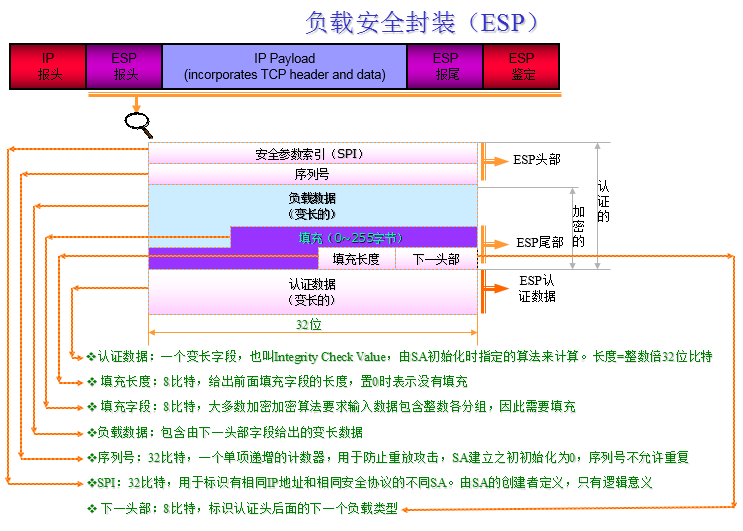 负载安全封装（ESP）
IP
报头
ESP
报头
IP Payload
(incorporates TCP header and data)
ESP
报尾
ESP
鉴定
安全参数索引（SPI）
序列号
负载数据
（变长的）
填充（0~255字节）
填充长度
下一头部
认证数据
（变长的）
32位
ESP头部
ESP尾部
ESP认
证数据
加密的
认证的
❖认证数据：一个变长字段，也叫Integrity Check Value，由SA初始化时指定的算法来计算。长度=整数倍32位比特
❖填充长度：8比特，给出前面填充字段的长度，置0时表示没有填充
❖填充字段：8比特，大多数加密加密算法要求输入数据包含整数各分组，因此需要填充
❖负载数据：包含由下一头部字段给出的变长数据
❖序列号：32比特，一个单项递增的计数器，用于防止重放攻击，SA建立之初初始化为0，序列号不允许重复
❖SPI：32比特，用于标识有相同IP地址和相同安全协议的不同SA。由SA的创建者定义，只有逻辑意义
❖下一头部：8比特，标识认证头后面的下一个负载类型